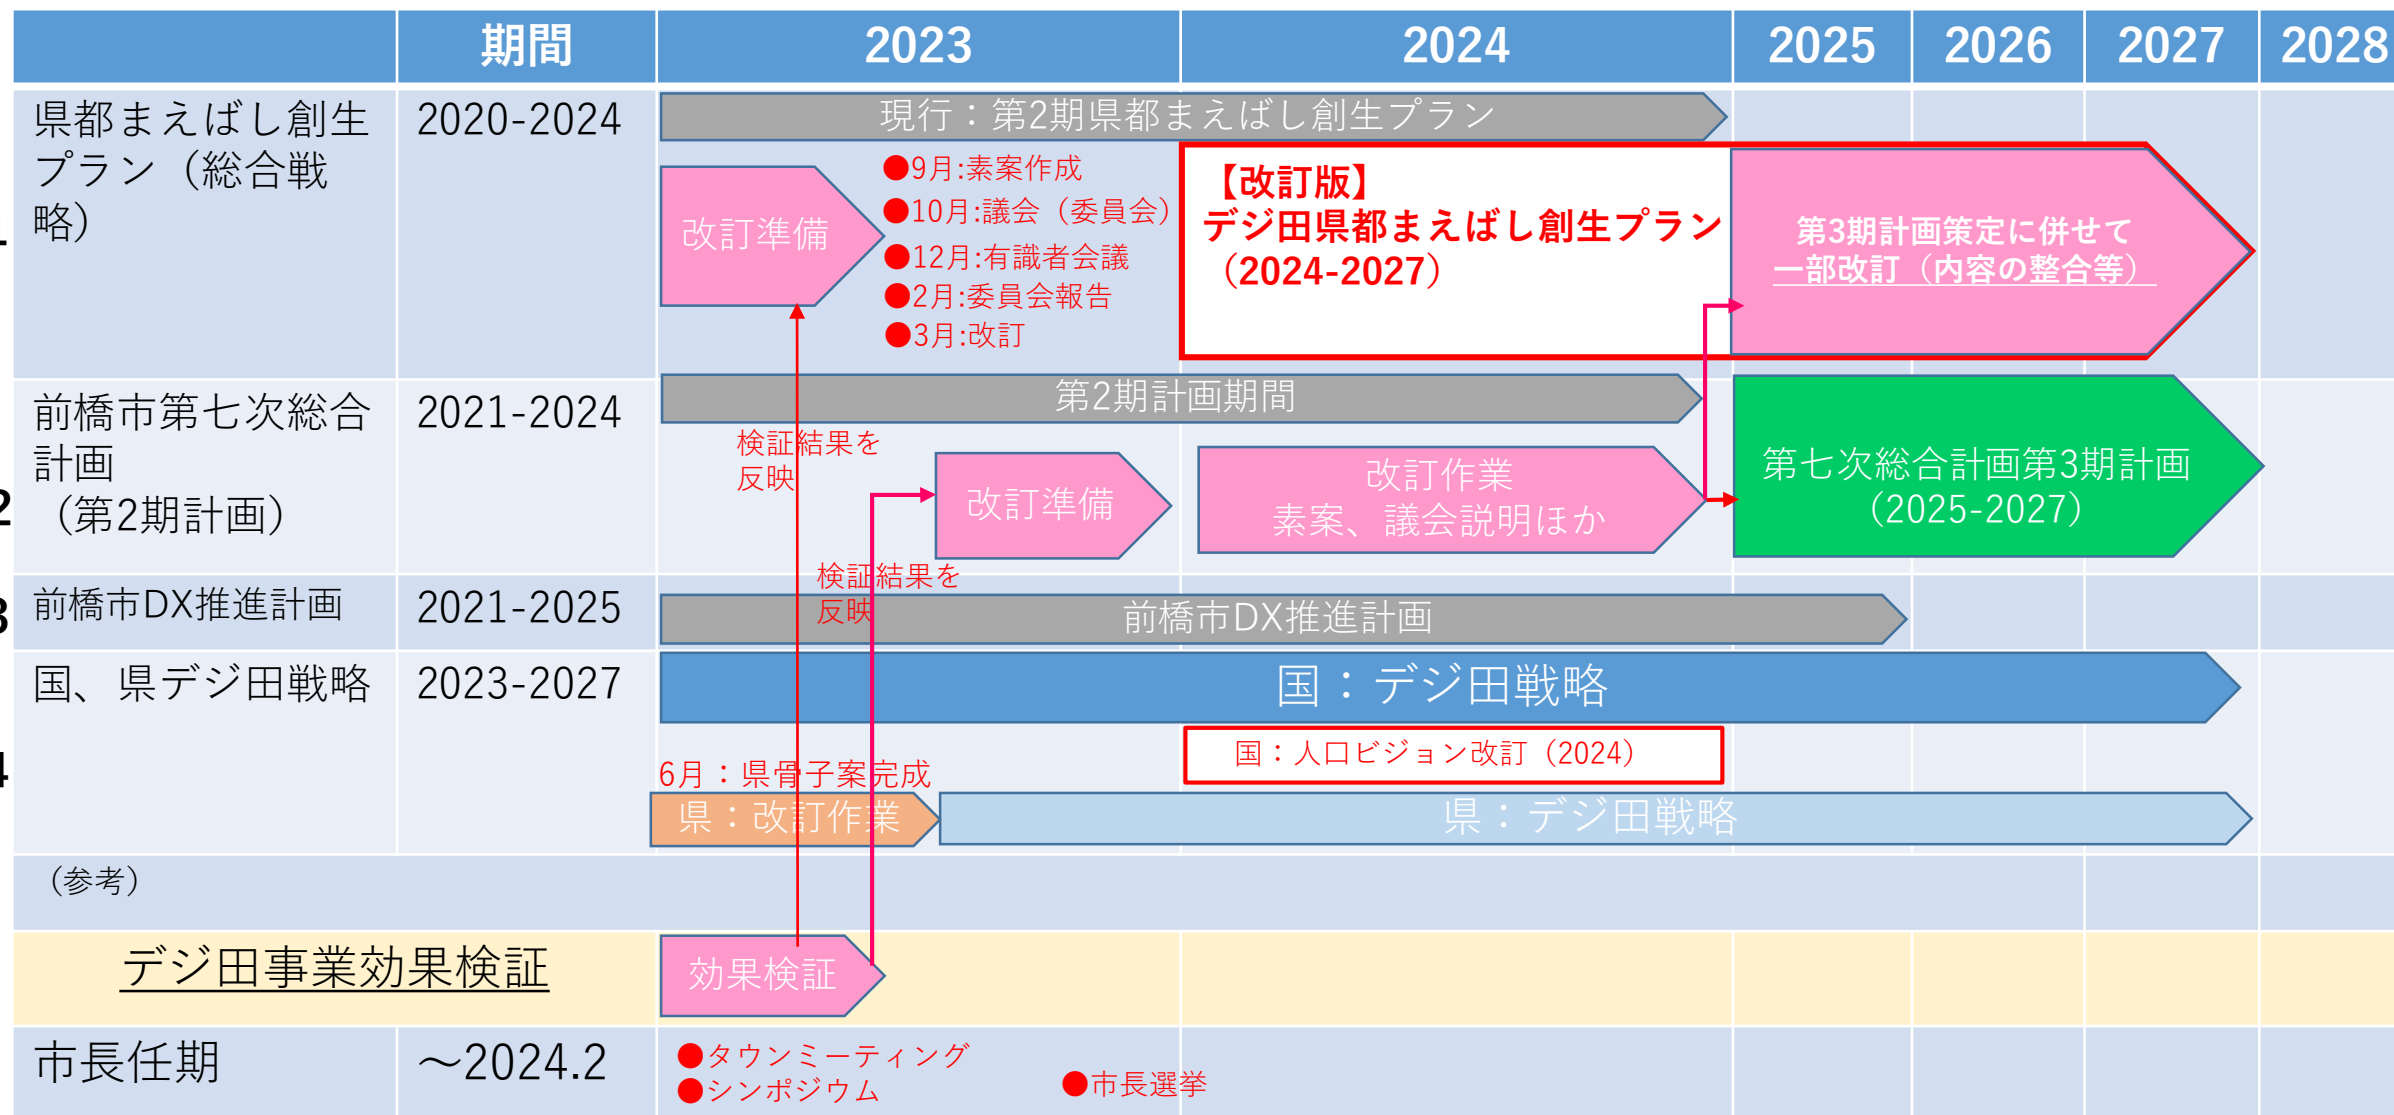 期間
2023
2024
2025
2026
2027
2028
県都まえばし創生
プラン（総合戦
略）
2020-2024
現行：第2期県都まえばし創生プラン
改訂準備
●9月:素案作成
●10月:議会（委員会）
●12月:有識者会議
●2月:委員会報告
●3月:改訂
【改訂版】
デジ田県都まえばし創生プラン
（2024-2027）
第3期計画策定に併せて
一部改訂（内容の整合等）
2
前橋市第七次総合
計画
（第2期計画）
2021-2024
第2期計画期間
検証結果を
反映
改訂準備
改訂作業
素案、議会説明ほか
第七次総合計画第3期計画
（2025-2027）
3
前橋市DX推進計画
2021-2025
検証結果を
反映
前橋市DX推進計画
4
国、県デジ田戦略
2023-2027
国：デジ田戦略
国：人口ビジョン改訂（2024）
6月：県骨子案完成
県：改訂作業
県：デジ田戦略
（参考）
デジ田事業効果検証
効果検証
市長任期
～2024.2
●タウンミーティング
●シンポジウム
●市長選挙